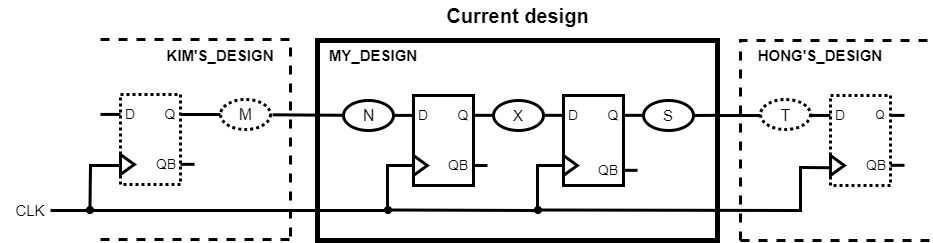 Current design
KIM'S_DESIGN
MY_DESIGN
HONG'S_DESIGN
D Q M N D Q X D Q S T D Q
QB QB QB QB
CLK